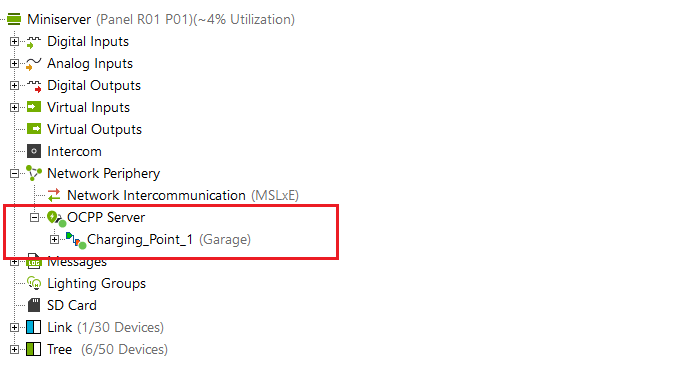 Miniserver (Panel R01 P01)(~4% Utilization)
Digital Inputs
Analog Inputs
Digital Outputs
Virtual Inputs
Virtual Outputs
Intercom
Network Periphery
Network Intercommunication (MSLxE)
OCPP Server
Charging_Point_1 (Garage)
Messages
Lighting Groups
SD Card
Link (1/30 Devices)
Tree (6/50 Devices)